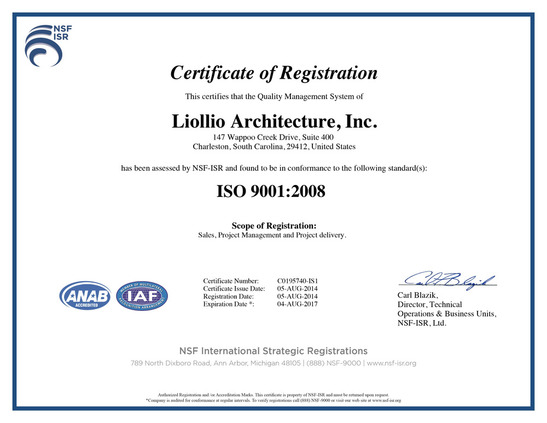 NSF
ISR
Certificate of Registration
This certifies that the Quality Management System of
Liollio Architecture, Inc.
147 Wappoo Creek Drive, Suite 400
Charleston, South Carolina, 29412, United States
has been assessed by NSF-ISR and found to be in conformance to the following standard(s):
ISO 9001:2008
Scope of Registration:
Sales, Project Management and Project delivery.
ANAB
ACCREDITED
IAF
Certificate Number: C0195740-IS1
Certificate Issue Date: 05-AUG-2014
Registration Date: 05-AUG-2014
Expiration Date *: 04-AUG-2017
Carl Blazik,
Director, Technical
Operations & Business Units,
NSF-ISR, Ltd.
NSF International Strategic Registrations
789 North Dixboro Road, Ann Arbor, Michigan 48105 | (888) NSF-9000 | www.nsf-isr.org
Authorized Registration and /or Accreditation Marks. This certificate is property of NSF-ISR and must be returned upon request
*Company is audited for conformance at regular intervals. To verify registrations call (888) NSF-9000 or visit our web site at www.nsf-isr.org